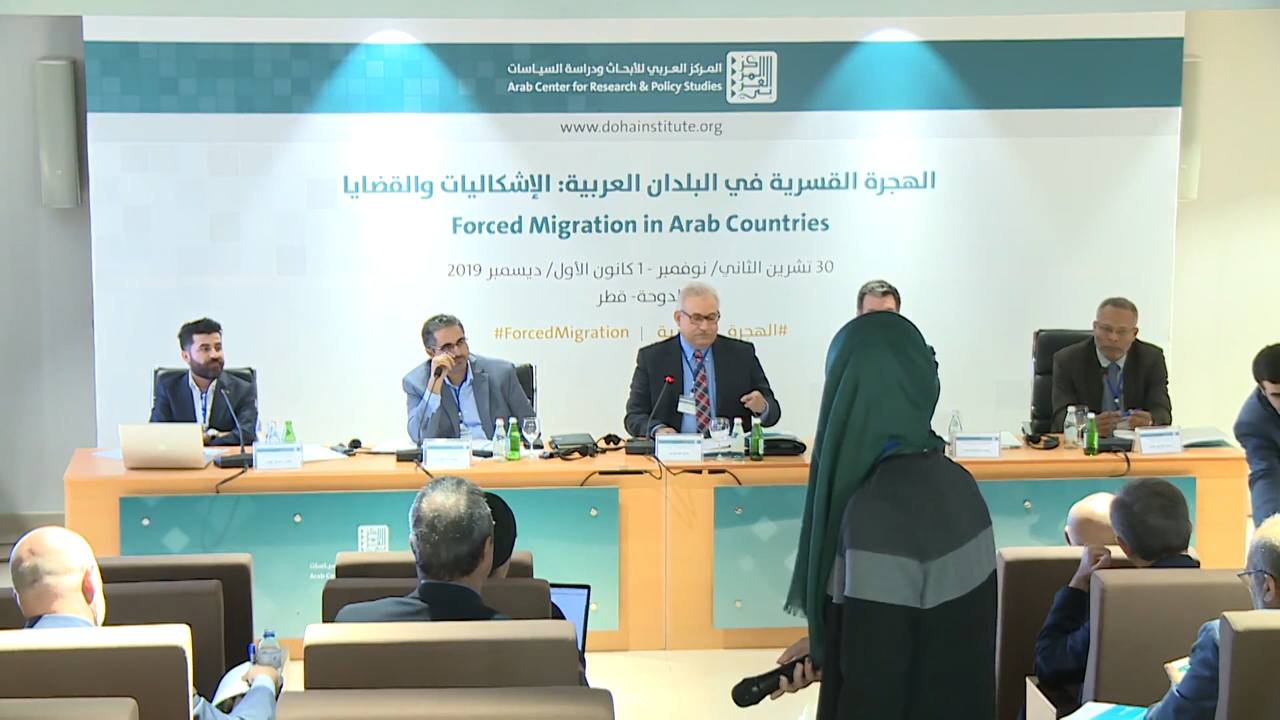 المركز العربي للأبحاث ودراسة السياسات
Arab Center for Research & Policy Studies
www.dohainstitute.org
الهجرة القسرية في البلدان العربية: الإشكاليات والقضايا
Forced Migration in Arab Countries
30 تشرين الثاني/ نوفمبر - 1 كانون الأول/ ديسمبر 2019
الدوحة- قطر
#ForcedMigration | #الهجرة